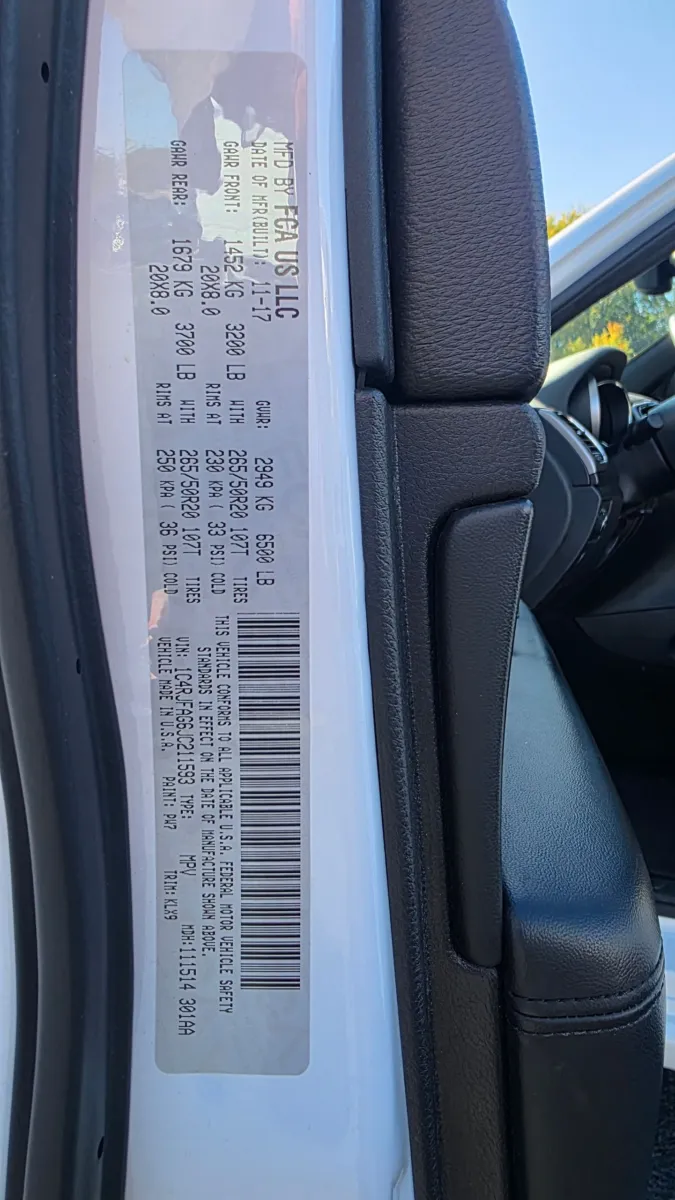 MFD BY FCA US LLC
DATE OF MFR(BUILT): 11-17 GVWR: 2949 KG 6500 LB
GAWR FRONT: 1452 KG 3200 LB WITH 265/50R20 107T TIRES
20X8.0 RIMS AT 230 KPA ( 33 PSI) COLD
GAWR REAR: 1679 KG 3700 LB WITH 265/50R20 107T TIRES
20X8.0 RIMS AT 250 KPA ( 36 PSI) COLD
THIS VEHICLE CONFORMS TO ALL APPLICABLE U.S.A. FEDERAL MOTOR VEHICLE SAFETY
STANDARDS IN EFFECT ON THE DATE OF MANUFACTURE SHOWN ABOVE.
VIN: 1C4RJFAG6JC211593 TYPE: MPV MDH:111514 301AA
VEHICLE MADE IN U.S.A. PAINT: PW7 TRIM: KLX9